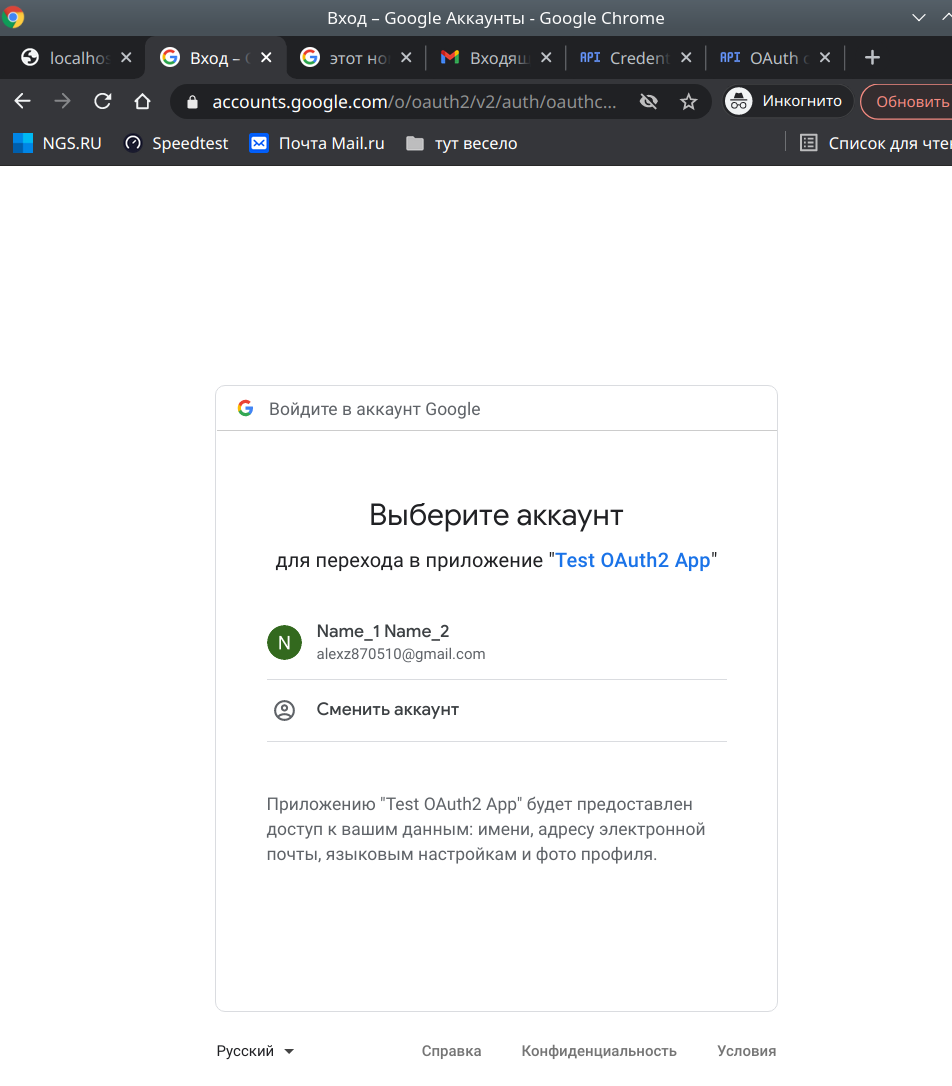 Вход – Google Аккаунты - Google Chrome
localhos Вход – этот но Входящ API Credent API OAuth
accounts.google.com/o/oauth2/v2/auth/oauthc... Инкогнито Обновить
NGS.RU Speedtest Почта Mail.ru тут весело Список для чте
Войдите в аккаунт Google
Выберите аккаунт
для перехода в приложение "Test OAuth2 App"
N Name_1 Name_2
alexz870510@gmail.com
Сменить аккаунт
Приложению "Test OAuth2 App" будет предоставлен
доступ к вашим данным: имени, адресу электронной
почты, языковым настройкам и фото профиля.
Русский Справка Конфиденциальность Условия